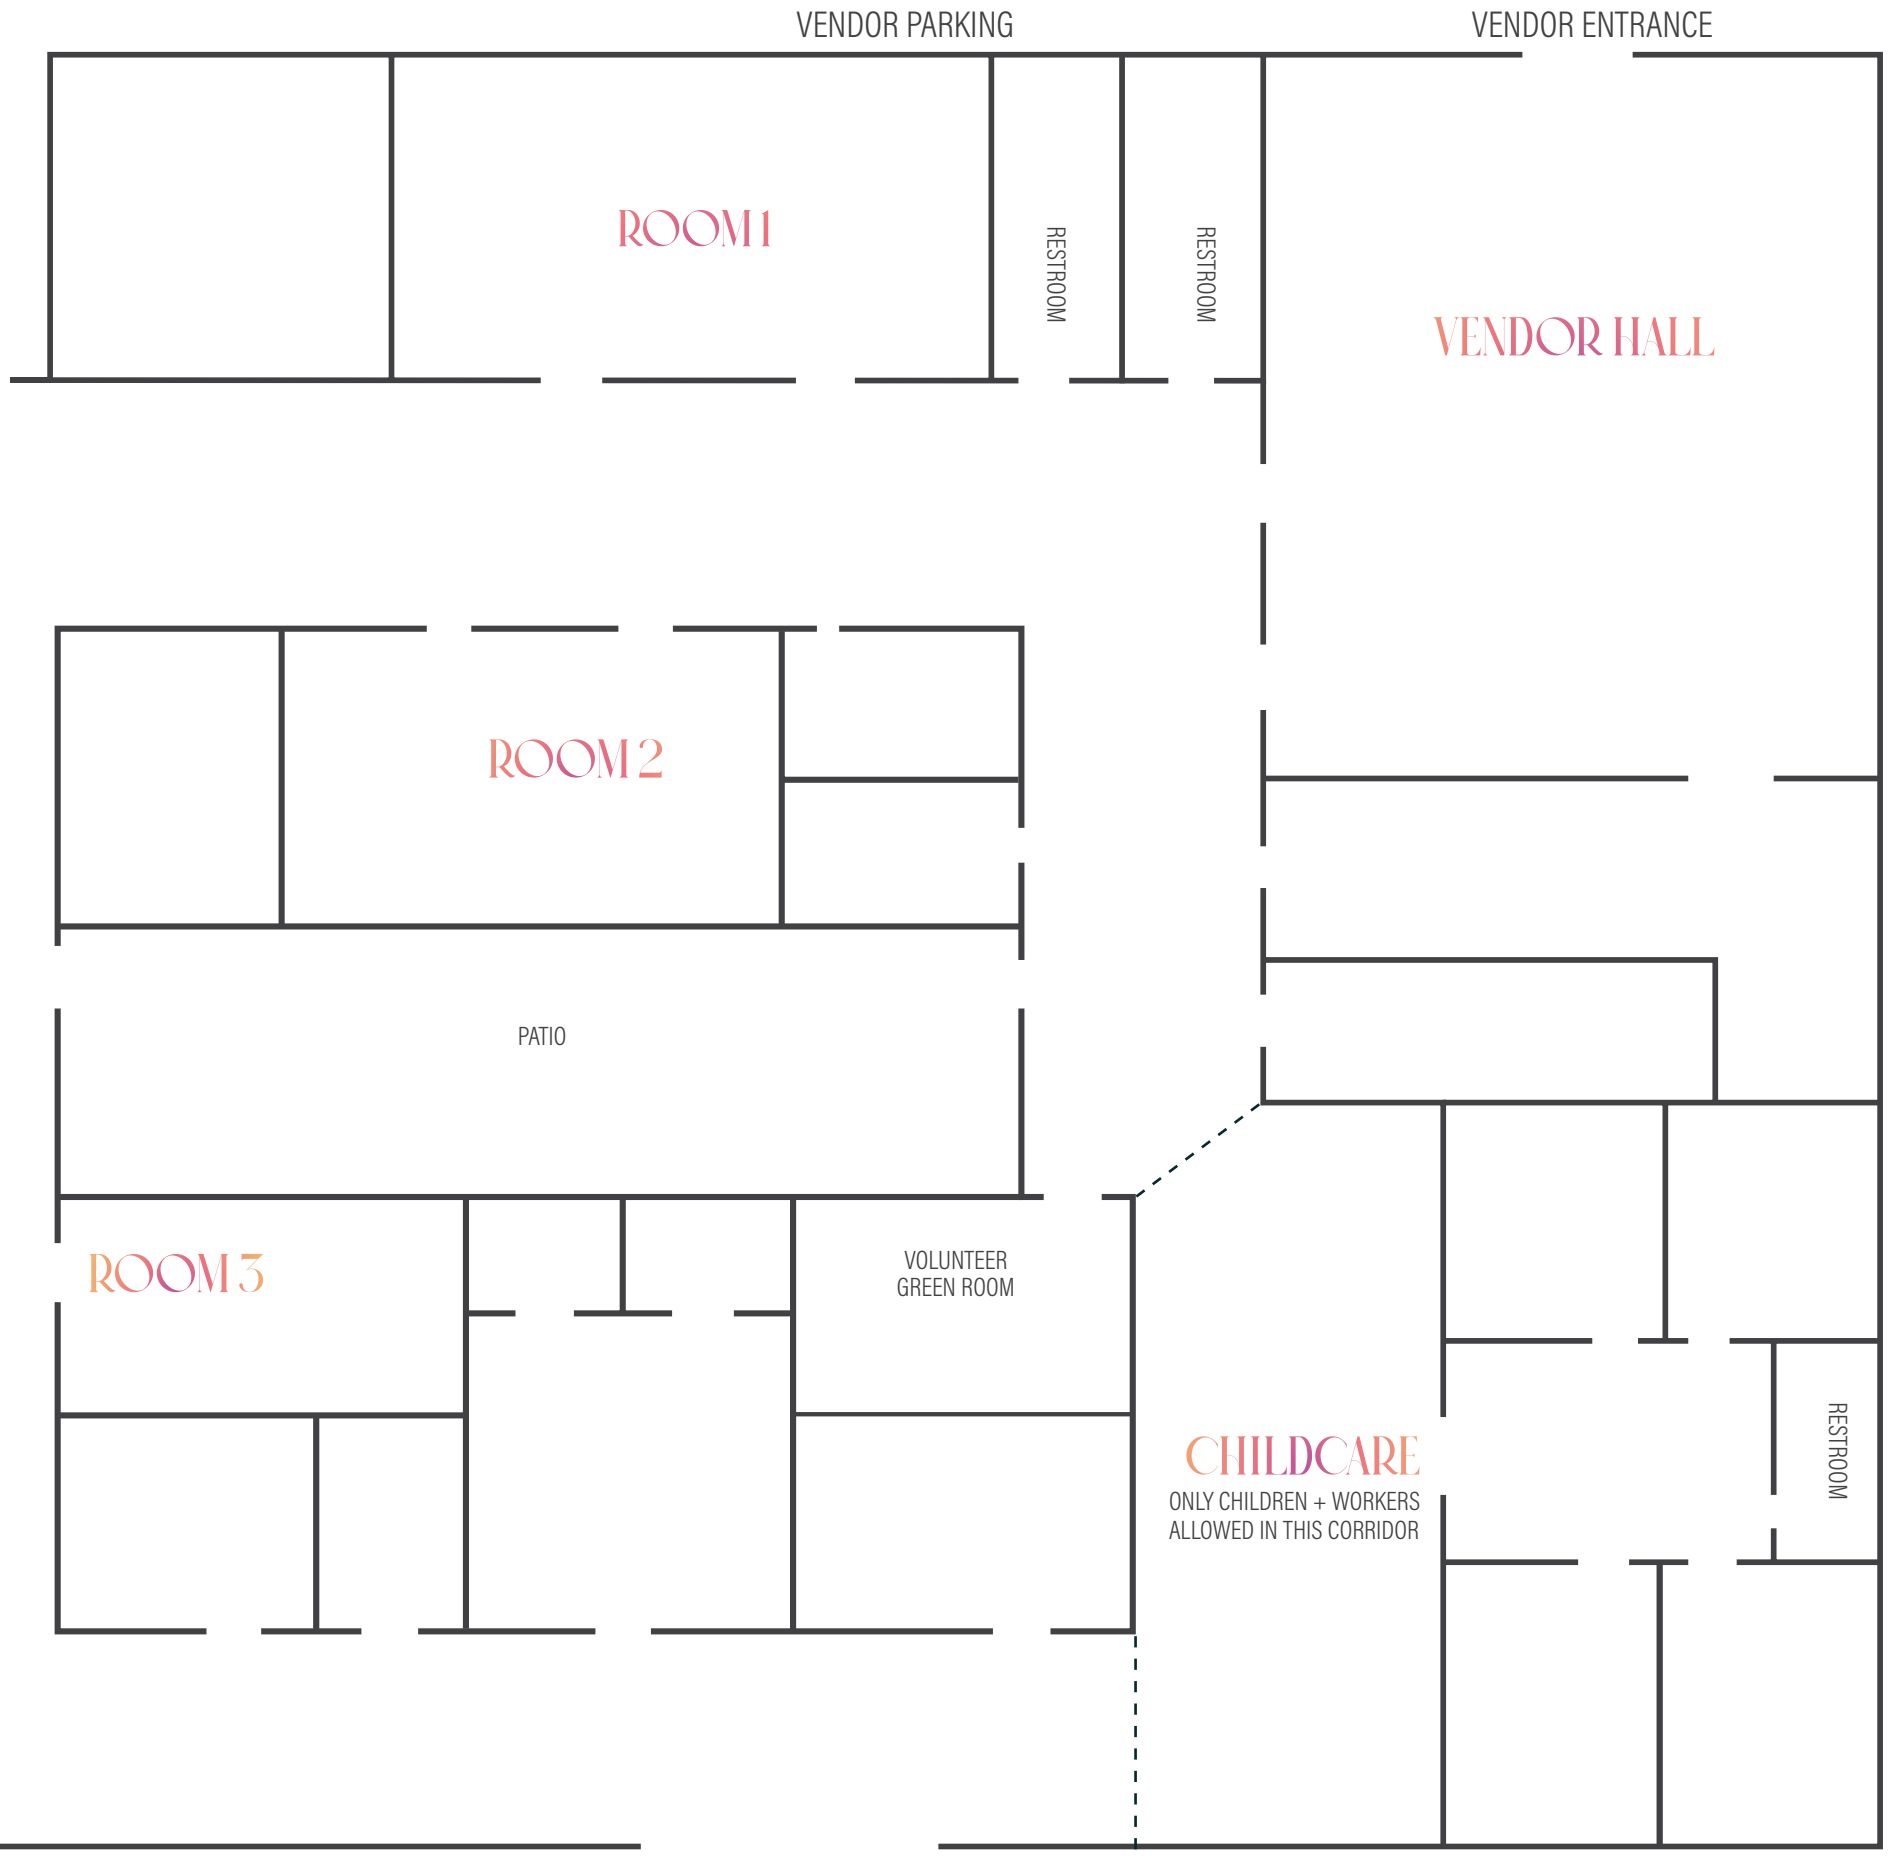 VENDOR PARKING
VENDOR ENTRANCE
ROOM 1
RESTROOM
RESTROOM
VENDOR HALL
ROOM 2
PATIO
ROOM 3
VOLUNTEER
GREEN ROOM
CHILDCARE
ONLY CHILDREN + WORKERS
ALLOWED IN THIS CORRIDOR
RESTROOM